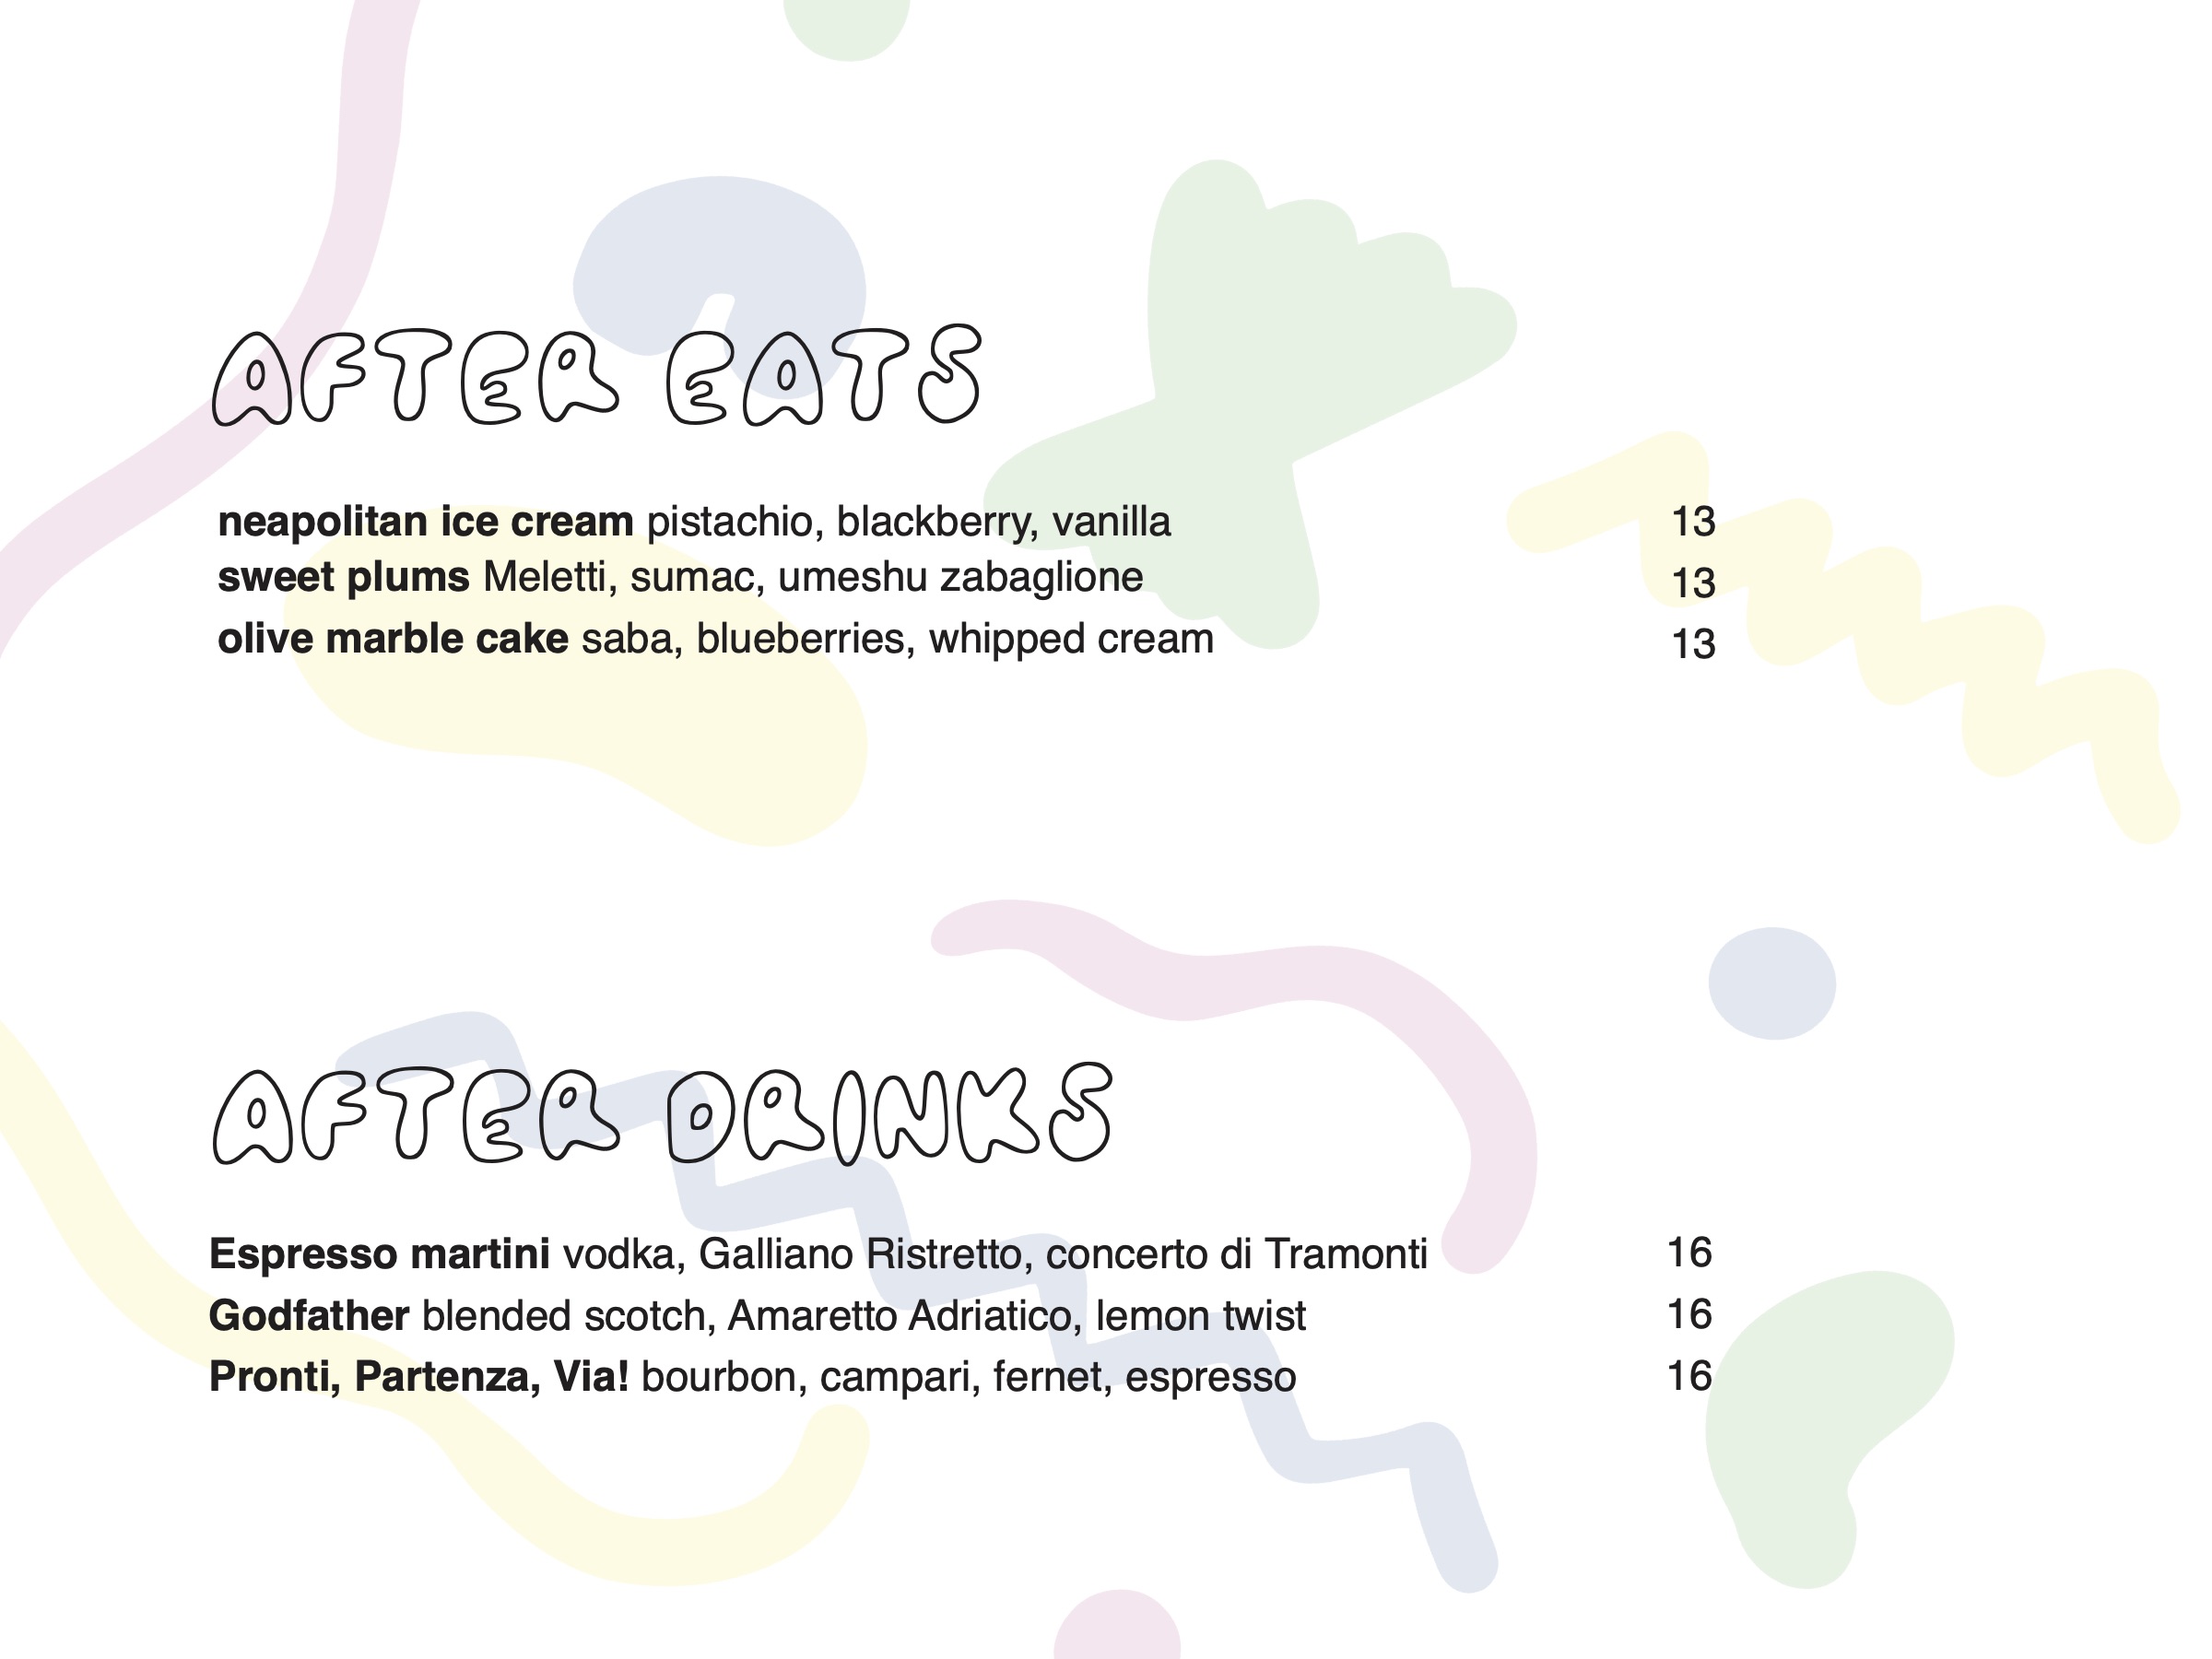 AFTER EATS
neapolitan ice cream pistachio, blackberry, vanilla 13
sweet plums Meletti, sumac, umeshu zabaglione 13
olive marble cake saba, blueberries, whipped cream 13
AFTER DRINKS
Espresso martini vodka, Galliano Ristretto, concerto di Tramonti 16
Godfather blended scotch, Amaretto Adriatico, lemon twist 16
Pronti, Partenza, Via! bourbon, campari, fernet, espresso 16